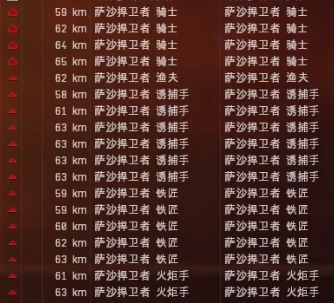 59 km 萨沙捍卫者 骑士 萨沙捍卫者 骑士
62 km 萨沙捍卫者 骑士 萨沙捍卫者 骑士
64 km 萨沙捍卫者 骑士 萨沙捍卫者 骑士
65 km 萨沙捍卫者 骑士 萨沙捍卫者 骑士
62 km 萨沙捍卫者 渔夫 萨沙捍卫者 渔夫
58 km 萨沙捍卫者 诱捕手 萨沙捍卫者 诱捕手
61 km 萨沙捍卫者 诱捕手 萨沙捍卫者 诱捕手
63 km 萨沙捍卫者 诱捕手 萨沙捍卫者 诱捕手
63 km 萨沙捍卫者 诱捕手 萨沙捍卫者 诱捕手
63 km 萨沙捍卫者 诱捕手 萨沙捍卫者 诱捕手
63 km 萨沙捍卫者 诱捕手 萨沙捍卫者 诱捕手
59 km 萨沙捍卫者 铁匠 萨沙捍卫者 铁匠
59 km 萨沙捍卫者 铁匠 萨沙捍卫者 铁匠
60 km 萨沙捍卫者 铁匠 萨沙捍卫者 铁匠
62 km 萨沙捍卫者 铁匠 萨沙捍卫者 铁匠
63 km 萨沙捍卫者 铁匠 萨沙捍卫者 铁匠
61 km 萨沙捍卫者 火炬手 萨沙捍卫者 火炬手
63 km 萨沙捍卫者 火炬手 萨沙捍卫者 火炬手